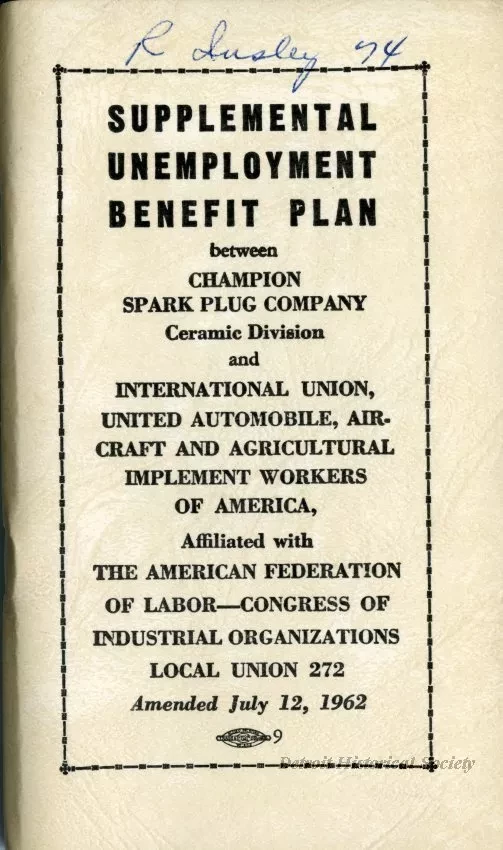 R Insley 74
SUPPLEMENTAL
UNEMPLOYMENT
BENEFIT PLAN
between
CHAMPION
SPARK PLUG COMPANY
Ceramic Division
and
INTERNATIONAL UNION,
UNITED AUTOMOBILE, AIR-
CRAFT AND AGRICULTURAL
IMPLEMENT WORKERS
OF AMERICA,
Affiliated with
THE AMERICAN FEDERATION
OF LABOR—CONGRESS OF
INDUSTRIAL ORGANIZATIONS
LOCAL UNION 272
Amended July 12, 1962
9
Detroit Historical Society